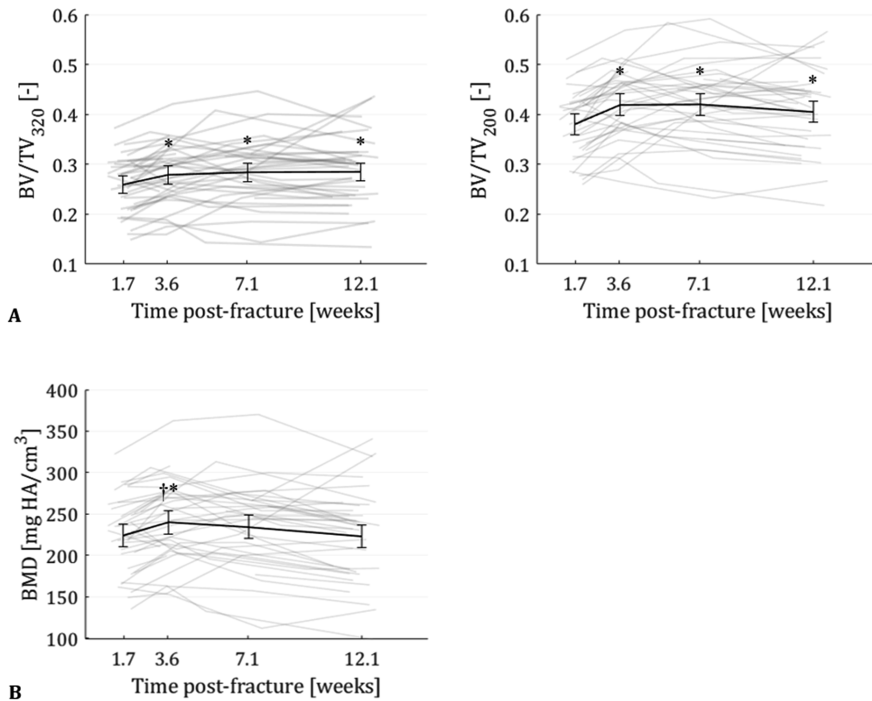 0.6
0.5
0.4
0.3
0.2
0.1
BV/TV320 [-]
* * *
1.7 3.6 7.1 12.1
Time post-fracture [weeks]
A
0.6
0.5
0.4
0.3
0.2
0.1
BV/TV200 [-]
* * *
1.7 3.6 7.1 12.1
Time post-fracture [weeks]
400
350
300
250
200
150
100
BMD [mg HA/cm³]
†*
1.7 3.6 7.1 12.1
Time post-fracture [weeks]
B